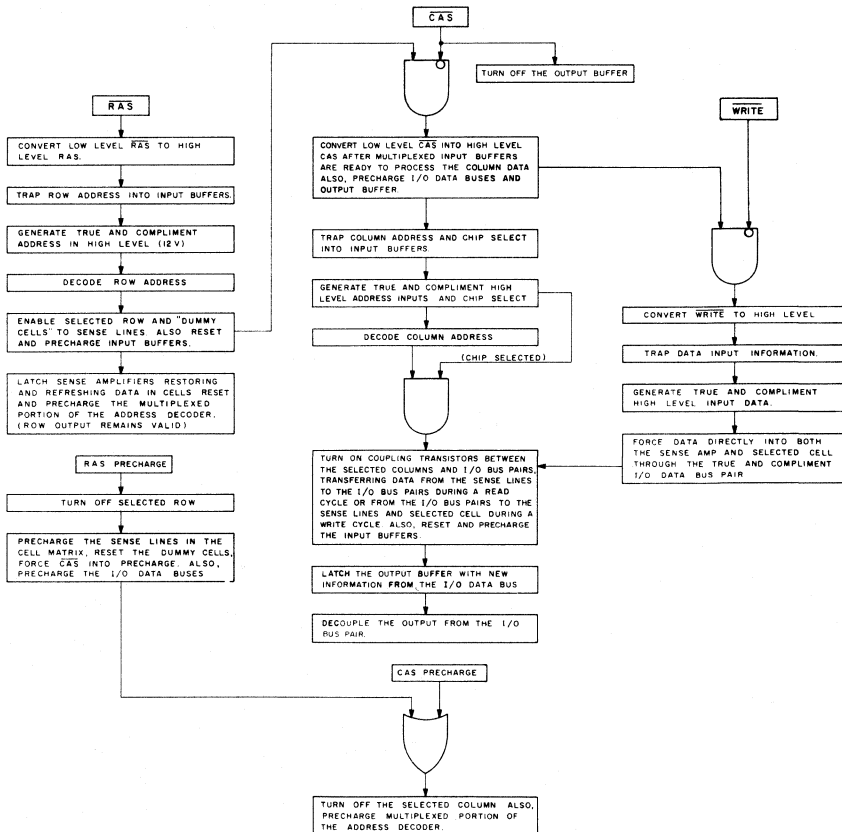 CAS
TURN OFF THE OUTPUT BUFFER
RAS
CONVERT LOW LEVEL RAS TO HIGH
LEVEL RAS.
TRAP ROW ADDRESS INTO INPUT BUFFERS.
GENERATE TRUE AND COMPLIMENT
ADDRESS IN HIGH LEVEL (12 V)
DECODE ROW ADDRESS
ENABLE SELECTED ROW AND "DUMMY
CELLS" TO SENSE LINES. ALSO RESET
AND PRECHARGE INPUT BUFFERS.
LATCH SENSE AMPLIFIERS RESTORING
AND REFRESHING DATA IN CELLS RESET
AND PRECHARGE THE MULTIPLEXED
PORTION OF THE ADDRESS DECODER.
(ROW OUTPUT REMAINS VALID)
RAS PRECHARGE
TURN OFF SELECTED ROW
PRECHARGE THE SENSE LINES IN THE
CELL MATRIX, RESET THE DUMMY CELLS,
FORCE CAS INTO PRECHARGE. ALSO,
PRECHARGE THE I/O DATA BUSES
CONVERT LOW LEVEL CAS INTO HIGH LEVEL
CAS AFTER MULTIPLEXED INPUT BUFFERS
ARE READY TO PROCESS THE COLUMN DATA
ALSO, PRECHARGE I/O DATA BUSES AND
OUTPUT BUFFER.
TRAP COLUMN ADDRESS AND CHIP SELECT
INTO INPUT BUFFERS.
GENERATE TRUE AND COMPLIMENT HIGH
LEVEL ADDRESS INPUTS AND CHIP SELECT
DECODE COLUMN ADDRESS
(CHIP SELECTED)
TURN ON COUPLING TRANSISTORS BETWEEN
THE SELECTED COLUMNS AND I/O BUS PAIRS,
TRANSFERRING DATA FROM THE SENSE LINES
TO THE I/O BUS PAIRS DURING A READ
CYCLE OR FROM THE I/O BUS PAIRS TO THE
SENSE LINES AND SELECTED CELL DURING A
WRITE CYCLE. ALSO, RESET AND PRECHARGE
THE INPUT BUFFERS.
LATCH THE OUTPUT BUFFER WITH NEW
INFORMATION FROM THE I/O DATA BUS
DECOUPLE THE OUTPUT FROM THE I/O
BUS PAIR.
CAS PRECHARGE
TURN OFF THE SELECTED COLUMN ALSO,
PRECHARGE MULTIPLEXED PORTION OF
THE ADDRESS DECODER.
WRITE
CONVERT WRITE TO HIGH LEVEL
TRAP DATA INPUT INFORMATION.
GENERATE TRUE AND COMPLIMENT
HIGH LEVEL INPUT DATA.
FORCE DATA DIRECTLY INTO BOTH
THE SENSE AMP AND SELECTED CELL
THROUGH THE TRUE AND COMPLIMENT
I/O DATA BUS PAIR